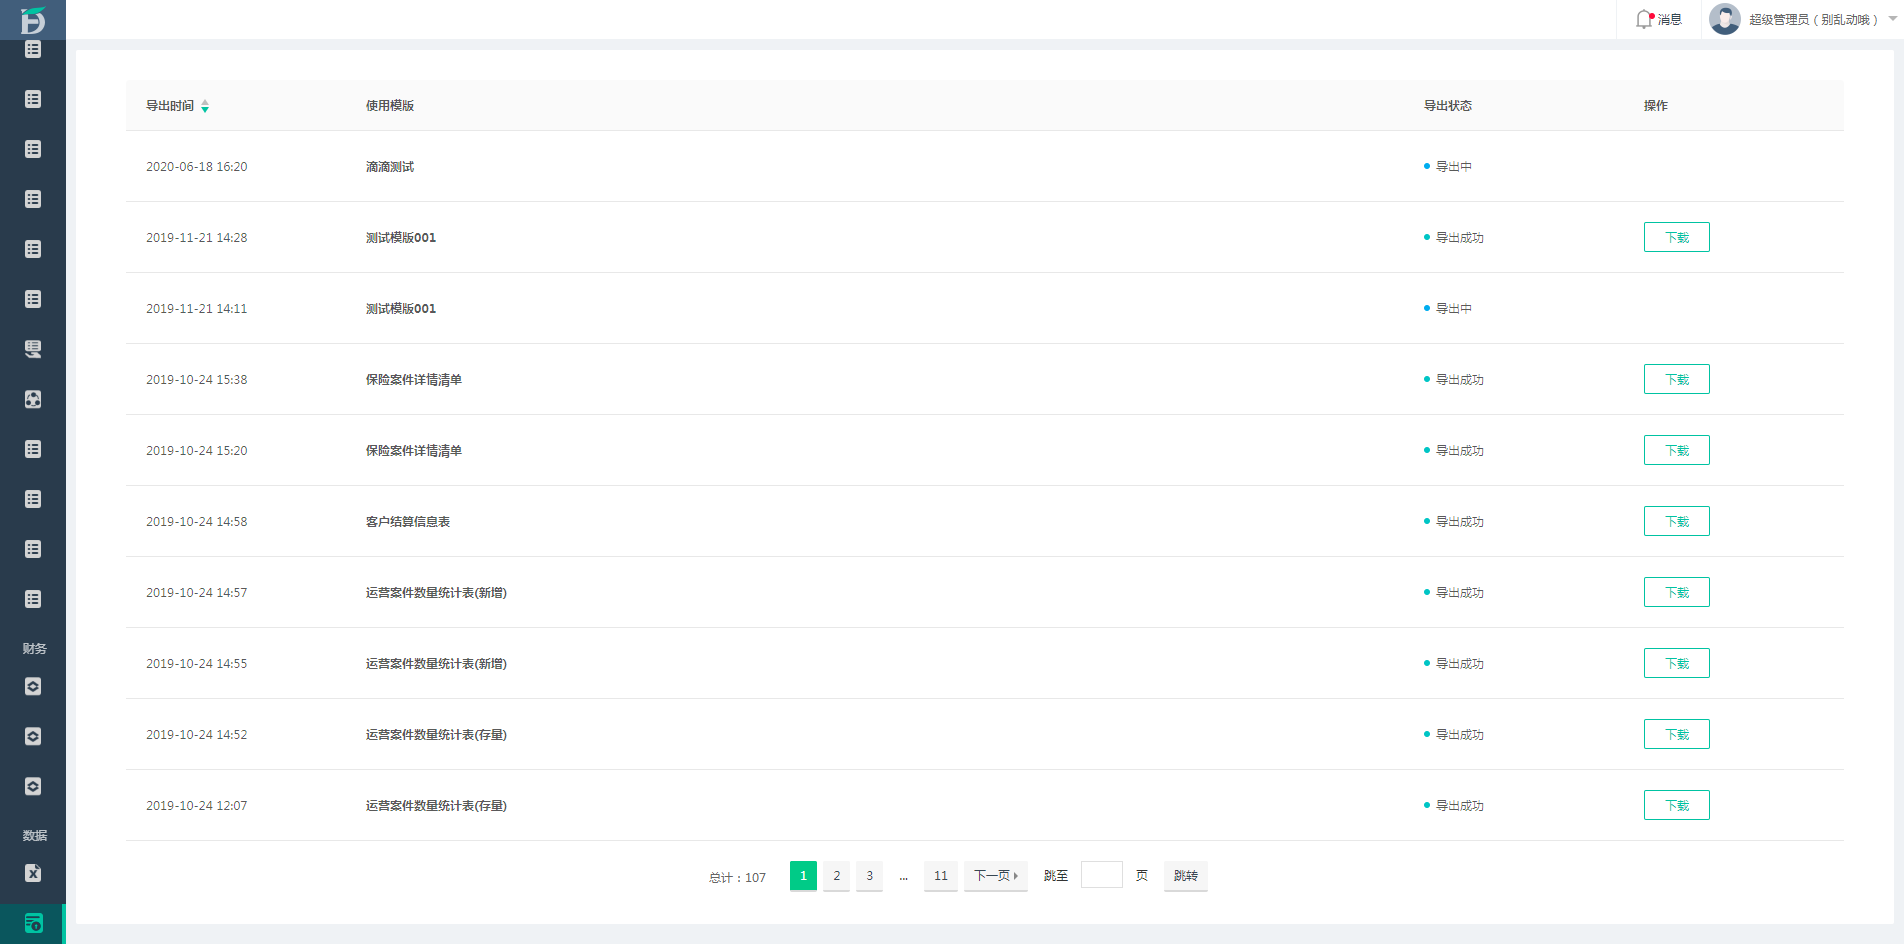 消息
超级管理员（别乱动哦）
导出时间 使用模版 导出状态 操作
2020-06-18 16:20 滴滴测试 导出中
2019-11-21 14:28 测试模版001 导出成功 下载
2019-11-21 14:11 测试模版001 导出中
2019-10-24 15:38 保险案件详情清单 导出成功 下载
2019-10-24 15:20 保险案件详情清单 导出成功 下载
2019-10-24 14:58 客户结算信息表 导出成功 下载
2019-10-24 14:57 运营案件数量统计表(新增) 导出成功 下载
2019-10-24 14:55 运营案件数量统计表(新增) 导出成功 下载
2019-10-24 14:52 运营案件数量统计表(存量) 导出成功 下载
2019-10-24 12:07 运营案件数量统计表(存量) 导出成功 下载
总计：107 1 2 3 ... 11 下一页 跳至 页 跳转
财务
数据